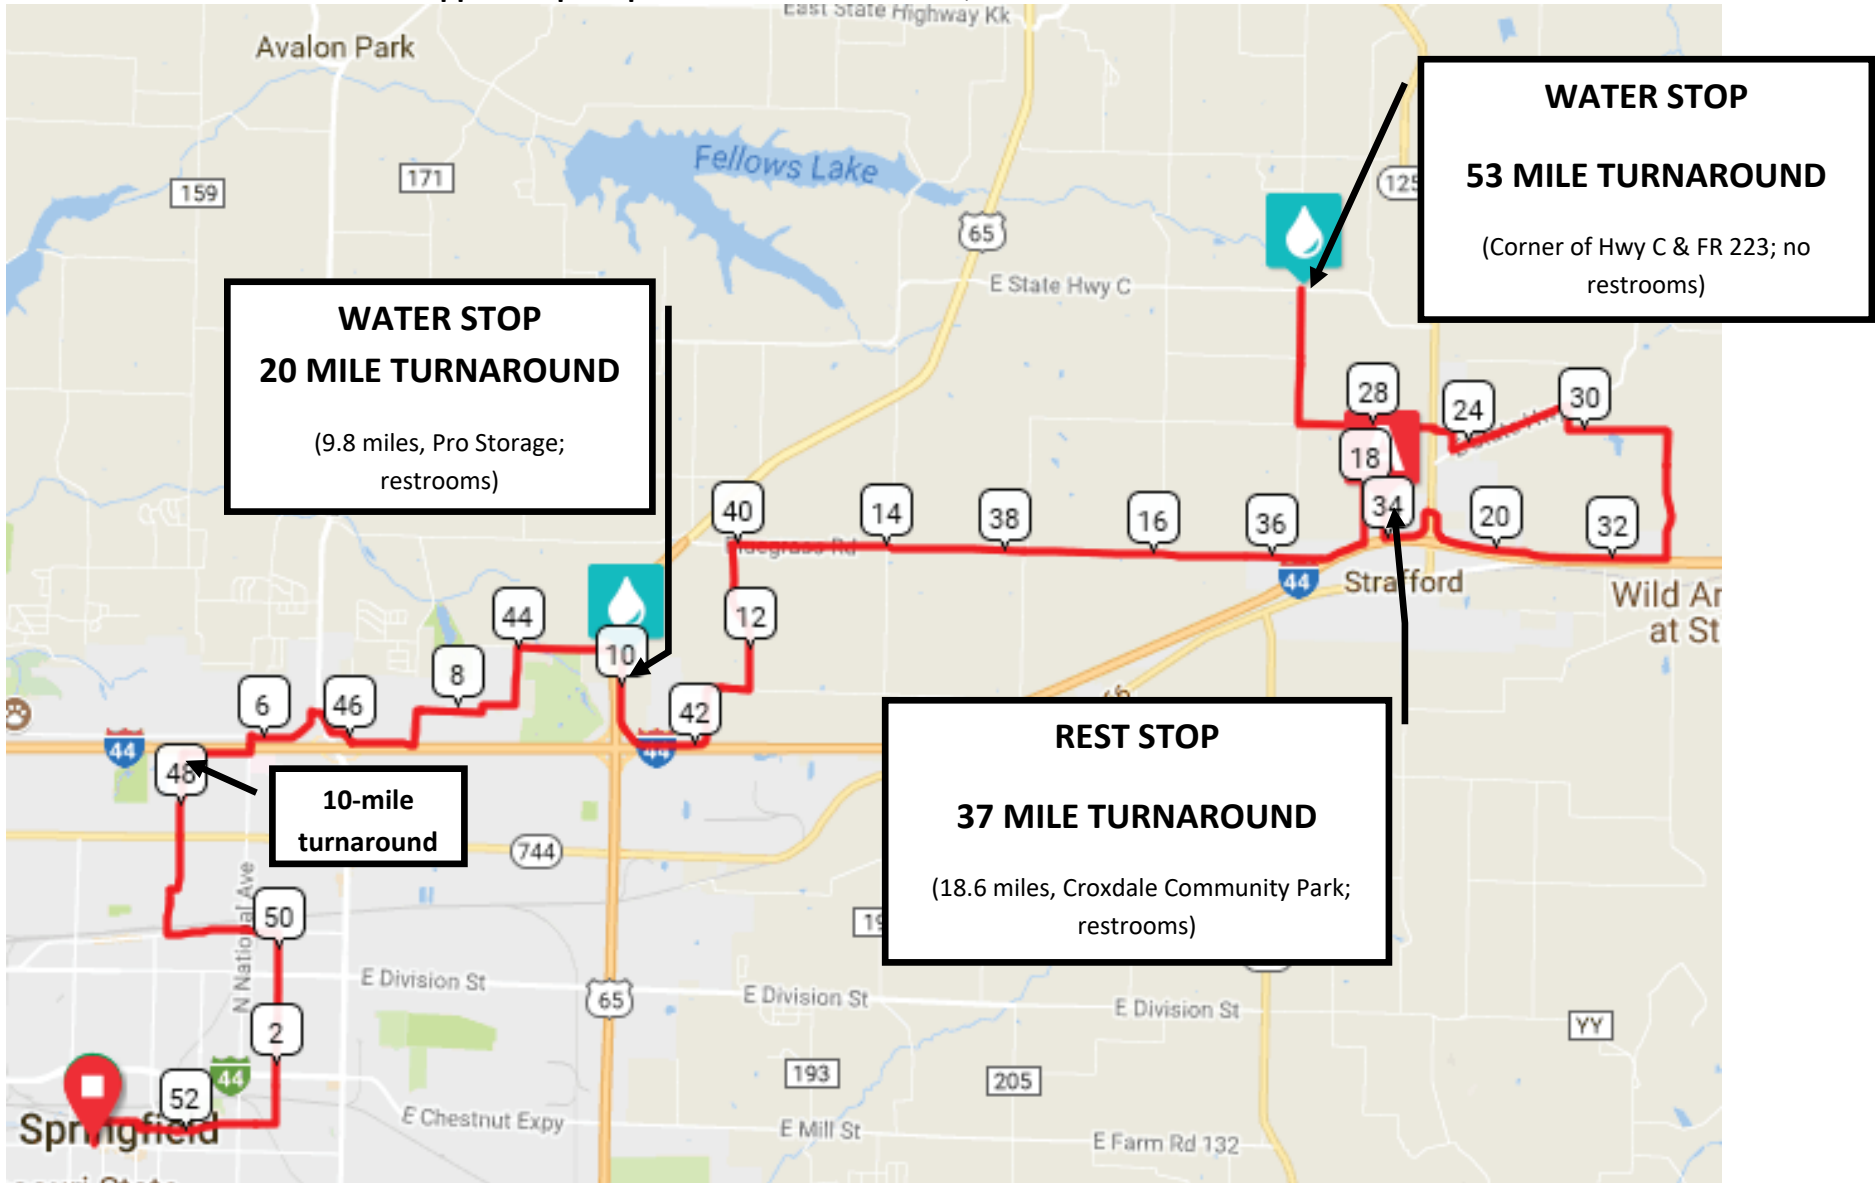 East State Highway Kk
Avalon Park
WATER STOP
53 MILE TURNAROUND
(Corner of Hwy C & FR 223; no
restrooms)
159
171
Fellows Lake
125
65
E State Hwy C
WATER STOP
20 MILE TURNAROUND
(9.8 miles, Pro Storage;
restrooms)
28
24
30
18
34
40
14
38
16
36
20
32
Bluegrass Rd
44
Strafford
Wild An
at St
44
12
10
8
6
46
42
44
44
48
10-mile
turnaround
REST STOP
37 MILE TURNAROUND
(18.6 miles, Croxdale Community Park;
restrooms)
744
N National Ave
50
E Division St
65
E Division St
E Division St
2
YY
193
205
44
52
Springfield
E Chestnut Expy
E Mill St
E Farm Rd 132